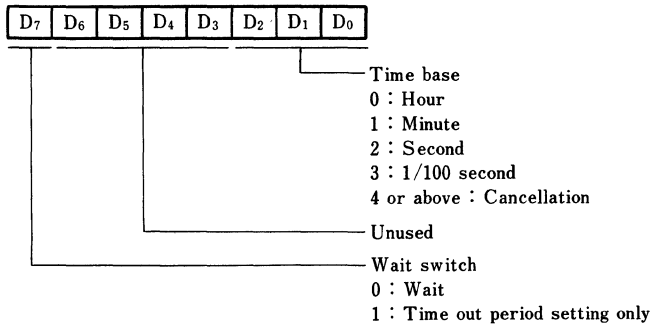 D7 D6 D5 D4 D3 D2 D1 D0
Time base
0 : Hour
1 : Minute
2 : Second
3 : 1/100 second
4 or above : Cancellation
Unused
Wait switch
0 : Wait
1 : Time out period setting only